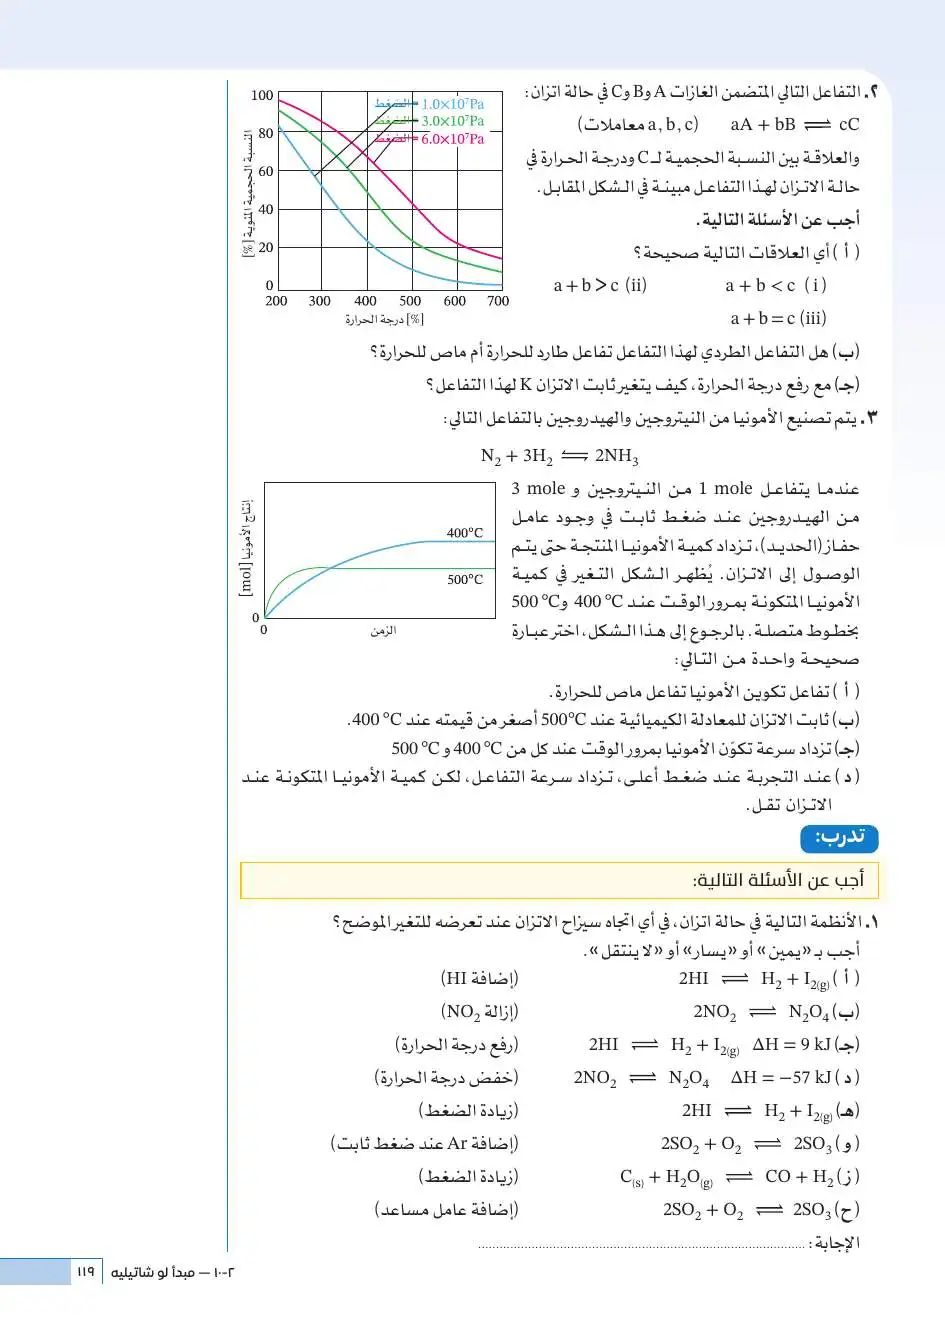 ٢. التفاعل التالي المتضمن الغازات A وB وC في حالة اتزان:
aA + bB ⇌ cC (a, b, c معاملات)
والعلاقة بين النسبة الحجمية لـ C ودرجة الحرارة في
حالة الاتزان لهذا التفاعل مبينة في الشكل المقابل.
أجب عن الأسئلة التالية.
( أ ) أي العلاقات التالية صحيحة؟
( i ) a + b < c (ii) a + b > c
(iii) a + b = c
النسبة الحجمية المئوية [%]
100
80
60
40
20
0
200 300 400 500 600 700
درجة الحرارة [%]
الضغط = 1.0×10⁷Pa
الضغط = 3.0×10⁷Pa
الضغط = 6.0×10⁷Pa
(ب) هل التفاعل الطردي لهذا التفاعل تفاعل طارد للحرارة أم ماص للحرارة؟
(جـ) مع رفع درجة الحرارة، كيف يتغير ثابت الاتزان K لهذا التفاعل؟
٣. يتم تصنيع الأمونيا من النيتروجين والهيدروجين بالتفاعل التالي:
N₂ + 3H₂ ⇌ 2NH₃
عندما يتفاعل 1 mole من النيتروجين و 3 mole
من الهيدروجين عند ضغط ثابت في وجود عامل
حفاز (الحديد)، تزداد كمية الأمونيا المنتجة حتى يتم
الوصول إلى الاتزان. يُظهر الشكل التغير في كمية
الأمونيا المتكونة بمرور الوقت عند 400 °C و500 °C
بخطوط متصلة. بالرجوع إلى هذا الشكل، اختر عبارة
صحيحة واحدة من التالي:
إنتاج الأمونيا [mol]
400°C
500°C
0
0
الزمن
( أ ) تفاعل تكوين الأمونيا تفاعل ماص للحرارة.
(ب) ثابت الاتزان للمعادلة الكيميائية عند 500°C أصغر من قيمته عند 400 °C.
(جـ) تزداد سرعة تكوّن الأمونيا بمرور الوقت عند كل من 400 °C و 500 °C
( د ) عند التجربة عند ضغط أعلى، تزداد سرعة التفاعل، لكن كمية الأمونيا المتكونة عند
الاتزان تقل.
تدرب:
أجب عن الأسئلة التالية:
١. الأنظمة التالية في حالة اتزان، في أي اتجاه سيزاح الاتزان عند تعرضه للتغير الموضح؟
أجب بـ «يمين» أو «يسار» أو «لا ينتقل».
( أ ) 2HI ⇌ H₂ + I₂(g) (إضافة HI)
(ب) 2NO₂ ⇌ N₂O₄ (إزالة NO₂)
(جـ) 2HI ⇌ H₂ + I₂(g) ΔH = 9 kJ (رفع درجة الحرارة)
( د ) 2NO₂ ⇌ N₂O₄ ΔH = −57 kJ (خفض درجة الحرارة)
(هـ) 2HI ⇌ H₂ + I₂(g) (زيادة الضغط)
( و ) 2SO₂ + O₂ ⇌ 2SO₃ (إضافة Ar عند ضغط ثابت)
( ز ) C(s) + H₂O(g) ⇌ CO + H₂ (زيادة الضغط)
(ح) 2SO₂ + O₂ ⇌ 2SO₃ (إضافة عامل مساعد)
الإجابة: ................................................
٢-١٠ — مبدأ لو شاتيليه ١١٩